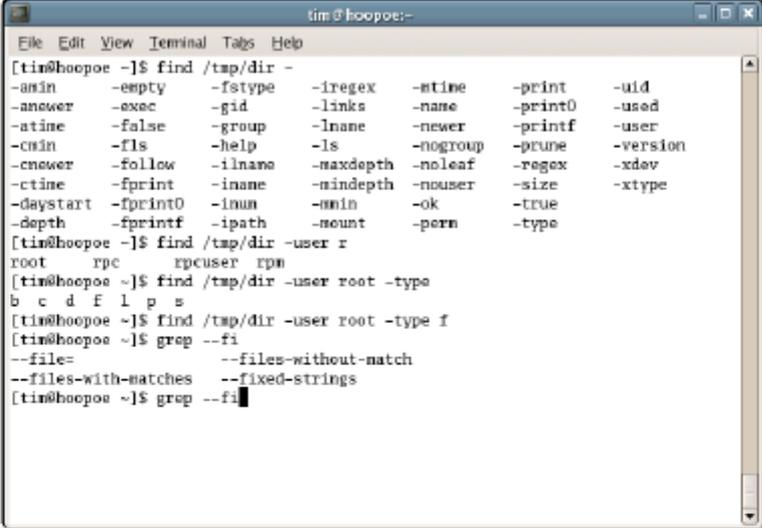 tim@hoopoe:~
File Edit View Terminal Tabs Help
[tim@hoopoe ~]$ find /tmp/dir -
-amin -empty -fstype -iregex -mtime -print -uid
-anewer -exec -gid -links -name -print0 -used
-atime -false -group -lname -newer -printf -user
-cmin -fls -help -ls -nogroup -prune -version
-cnewer -follow -ilname -maxdepth -noleaf -regex -xdev
-ctime -fprint -iname -mindepth -nouser -size -xtype
-daystart -fprint0 -inum -mmin -ok -true
-depth -fprintf -ipath -mount -perm -type
[tim@hoopoe ~]$ find /tmp/dir -user r
root rpc rpcuser rpm
[tim@hoopoe ~]$ find /tmp/dir -user root -type
b c d f l p s
[tim@hoopoe ~]$ find /tmp/dir -user root -type f
[tim@hoopoe ~]$ grep --fi
--file= --files-without-match
--files-with-matches --fixed-strings
[tim@hoopoe ~]$ grep --fi